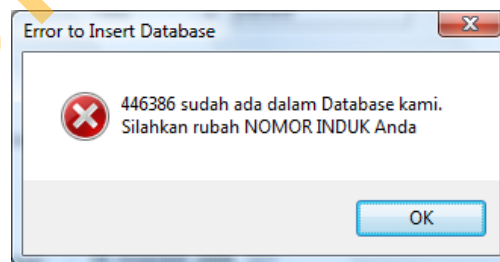 Error to Insert Database
446386 sudah ada dalam Database kami.
Silahkan rubah NOMOR INDUK Anda
OK